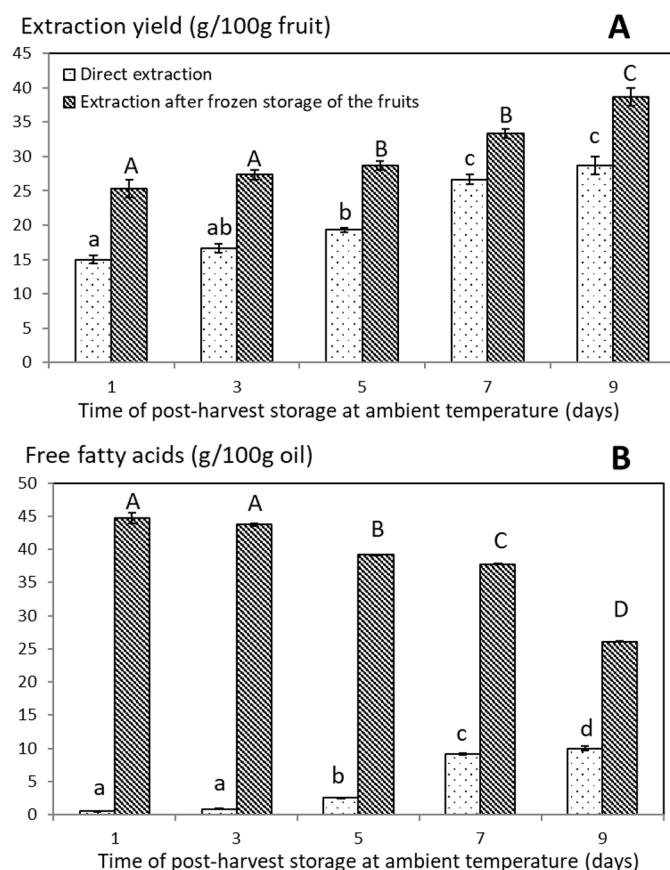 Extraction yield (g/100g fruit)
A
45
40
35
30
25
20
15
10
5
0
Direct extraction
Extraction after frozen storage of the fruits
a
A
ab
A
b
B
c
B
c
C
1
3
5
7
9
Time of post-harvest storage at ambient temperature (days)
Free fatty acids (g/100g oil)
B
50
45
40
35
30
25
20
15
10
5
0
a
A
a
A
b
B
c
C
d
D
1
3
5
7
9
Time of post-harvest storage at ambient temperature (days)